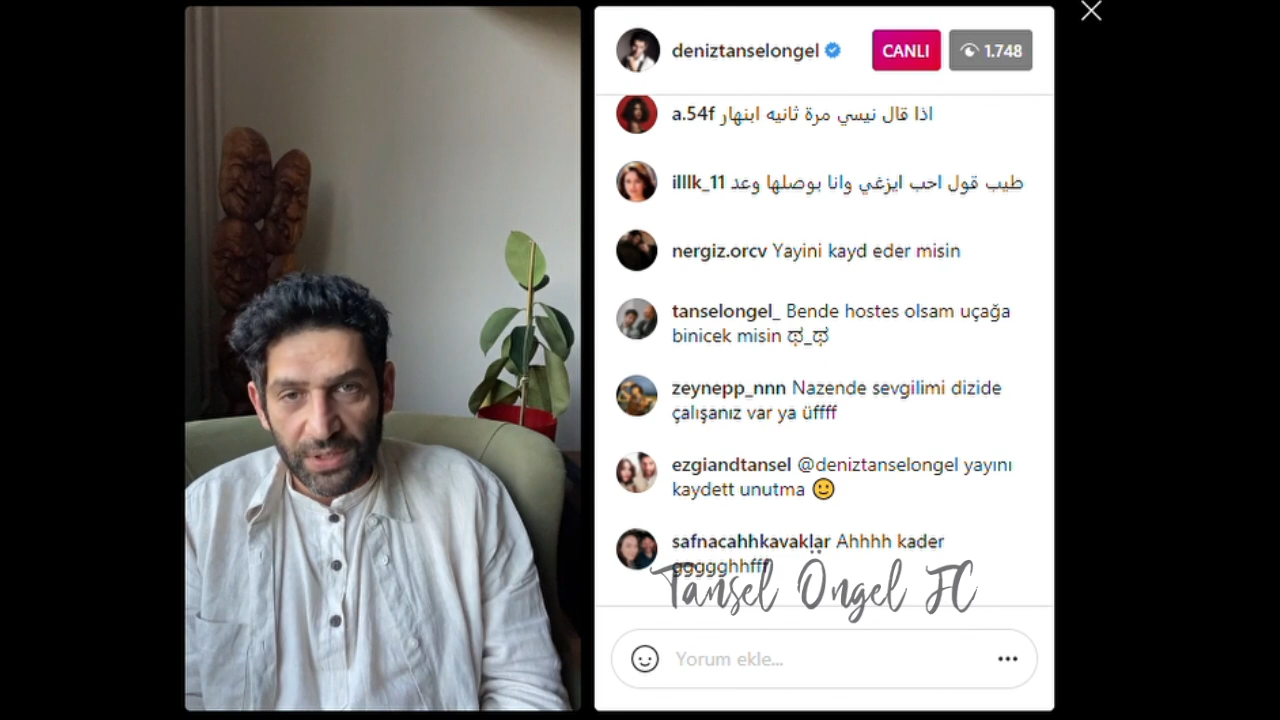 deniztanselongel
CANLI
1.748
a.54f اذا قال نيسي مرة ثانيه ابنهار
illlk_11 طيب قول احب ايزغي وانا بوصلها وعد
nergiz.orcv Yayini kayd eder misin
tanselongel_ Bende hostes olsam uçağa
binicek misin ಥ_ಥ
zeynepp_nnn Nazende sevgilimi dizide
çalışanız var ya üffff
ezgiandtansel @deniztanselongel yayını
kaydett unutma
safnacahhkavaklar Ahhhh kader
ggggghhfff
Tansel Öngel FC
Yorum ekle...